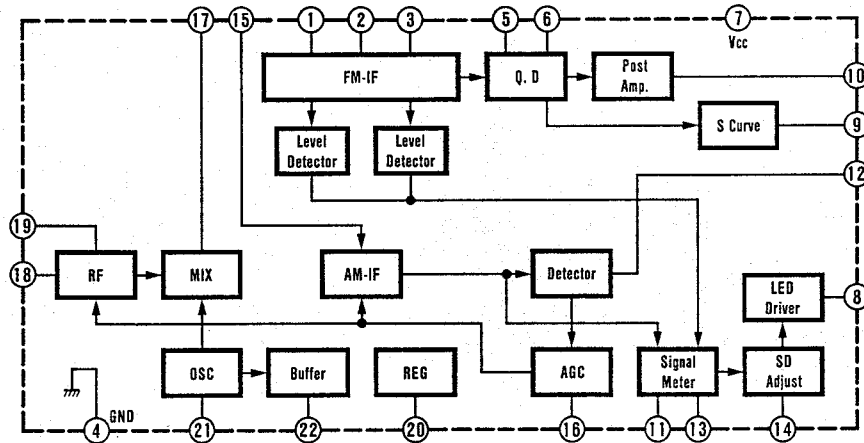 17 15 1 2 3 5 6 7
Vcc
FM-IF
Q. D
Post
Amp.
10
Level
Detector
Level
Detector
S Curve
9
12
19
18
RF
MIX
AM-IF
Detector
LED
Driver
8
OSC
Buffer
REG
AGC
Signal
Meter
SD
Adjust
GND
4 21 22 20 16 11 13 14